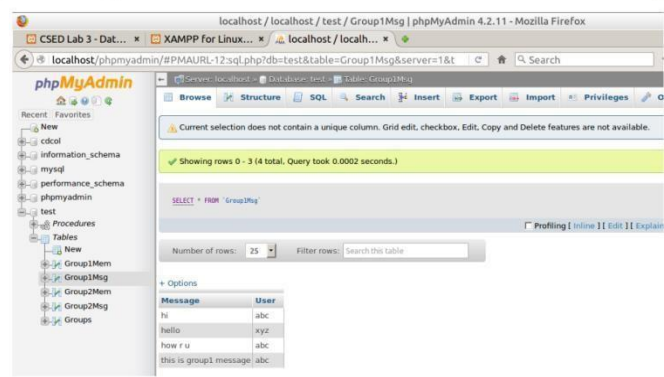 localhost / localhost / test / Group1Msg | phpMyAdmin 4.2.11 - Mozilla Firefox
CSED Lab 3 - Dat... × XAMPP for Linux... × localhost / localh... ×
localhost/phpmyadmin/#PMAURL-12:sql.php?db=test&table=Group1Msg&server=1&t Search
phpMyAdmin
Recent Favorites
New
cdcol
information_schema
mysql
performance_schema
phpmyadmin
test
Procedures
Tables
New
Group1Mem
Group1Msg
Group2Mem
Group2Msg
Groups
Server: localhost » Database: test » Table: Group1Msg
Browse Structure SQL Search Insert Export Import Privileges O
Current selection does not contain a unique column. Grid edit, checkbox, Edit, Copy and Delete features are not available.
Showing rows 0 - 3 (4 total, Query took 0.0002 seconds.)
SELECT * FROM `Group1Msg`
Profiling [ Inline ] [ Edit ] [ Explain
Number of rows: 25 Filter rows: Search this table
+ Options
Message User
hi abc
hello xyz
how r u abc
this is group1 message abc